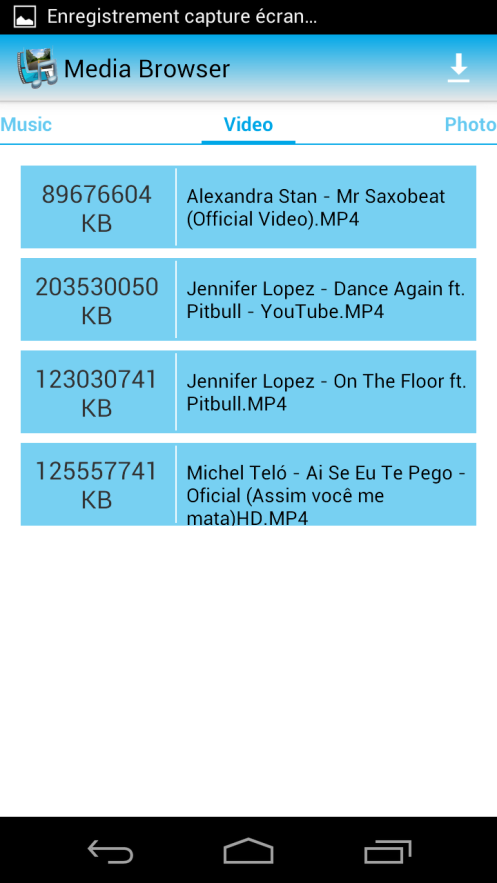 Enregistrement capture écran...
Media Browser
Music
Video
Photo
89676604
KB
Alexandra Stan - Mr Saxobeat
(Official Video).MP4
203530050
KB
Jennifer Lopez - Dance Again ft.
Pitbull - YouTube.MP4
123030741
KB
Jennifer Lopez - On The Floor ft.
Pitbull.MP4
125557741
KB
Michel Teló - Ai Se Eu Te Pego -
Oficial (Assim você me
mata)HD.MP4